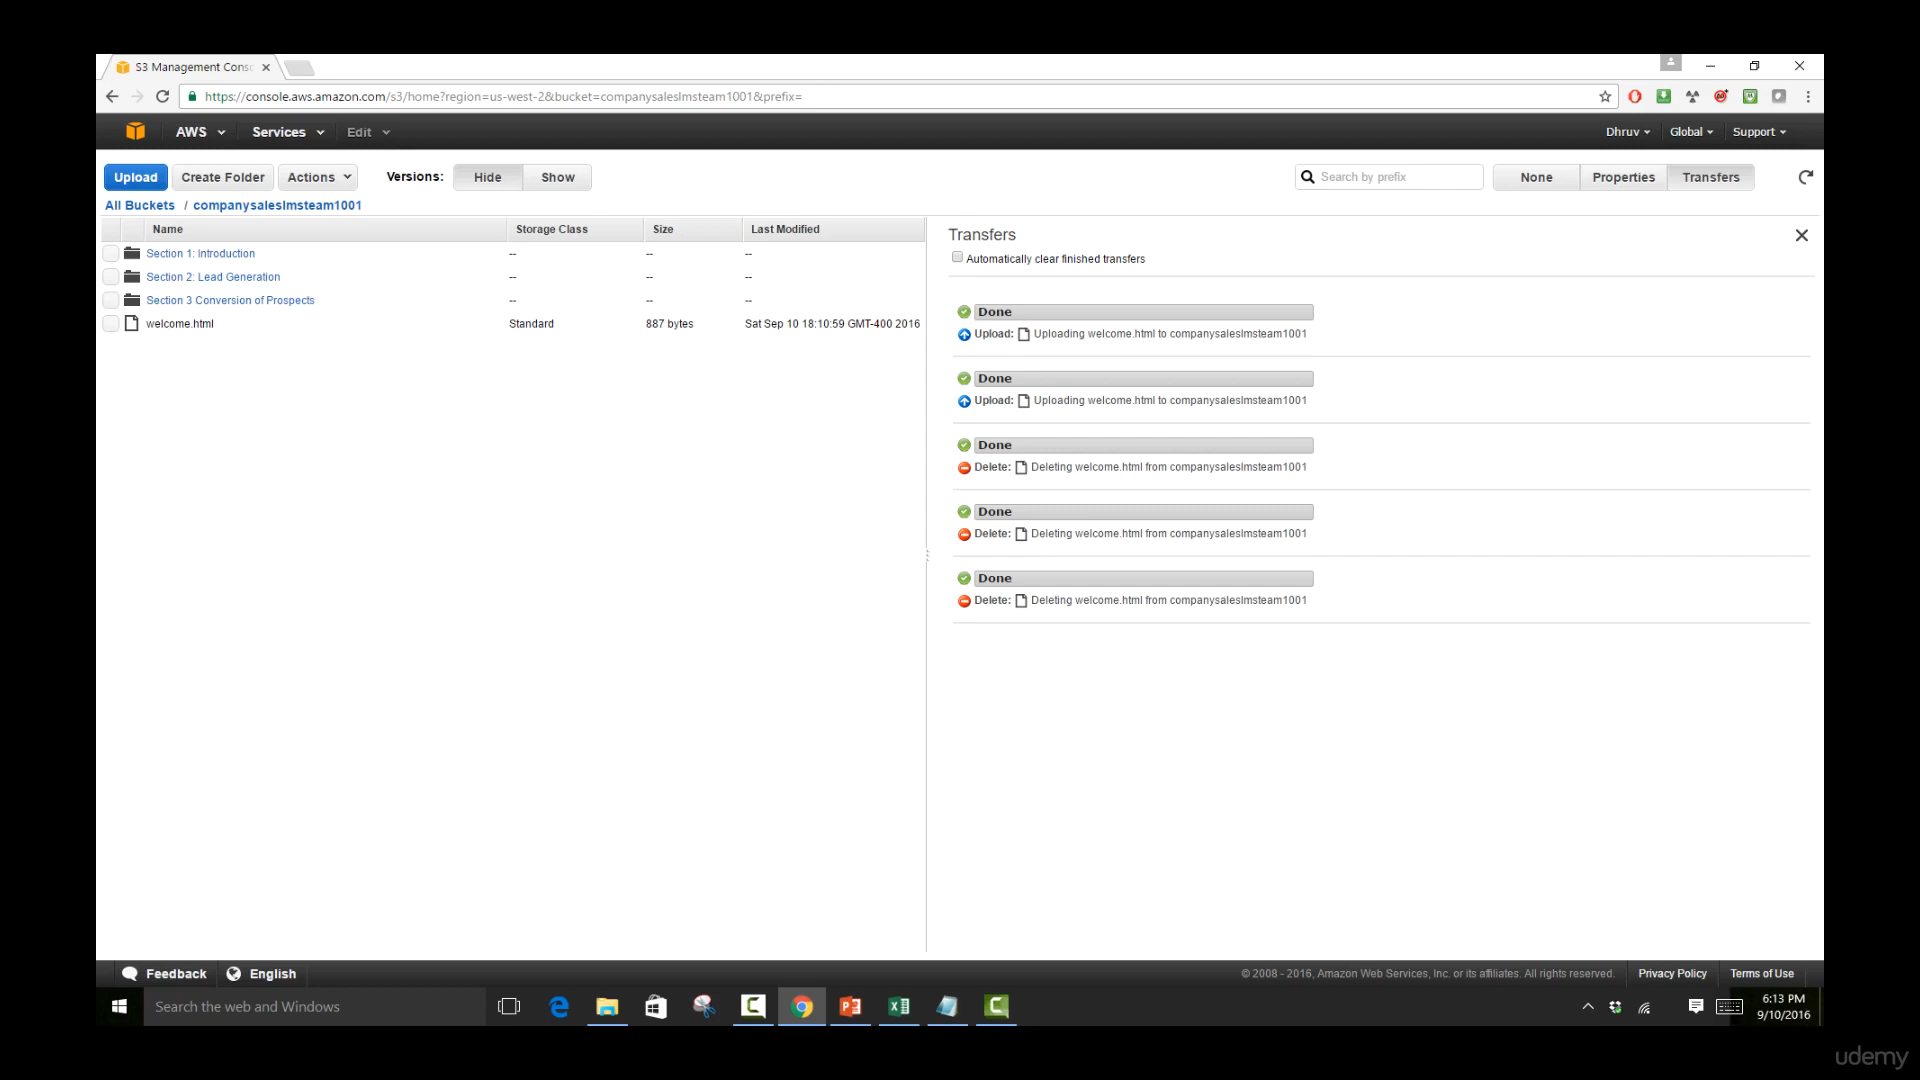 S3 Management Cons
https://console.aws.amazon.com/s3/home?region=us-west-2&bucket=companysaleslmsteam1001&prefix=
AWS Services Edit Dhruv Global Support
Upload Create Folder Actions Versions: Hide Show Search by prefix None Properties Transfers
All Buckets / companysaleslmsteam1001
Name Storage Class Size Last Modified
Section 1: Introduction -- -- --
Section 2: Lead Generation -- -- --
Section 3 Conversion of Prospects -- -- --
welcome.html Standard 887 bytes Sat Sep 10 18:10:59 GMT-400 2016
Transfers
Automatically clear finished transfers
Done
Upload: Uploading welcome.html to companysaleslmsteam1001
Done
Upload: Uploading welcome.html to companysaleslmsteam1001
Done
Delete: Deleting welcome.html from companysaleslmsteam1001
Done
Delete: Deleting welcome.html from companysaleslmsteam1001
Done
Delete: Deleting welcome.html from companysaleslmsteam1001
Feedback English © 2008 - 2016, Amazon Web Services, Inc. or its affiliates. All rights reserved. Privacy Policy Terms of Use
Search the web and Windows
6:13 PM
9/10/2016
udemy